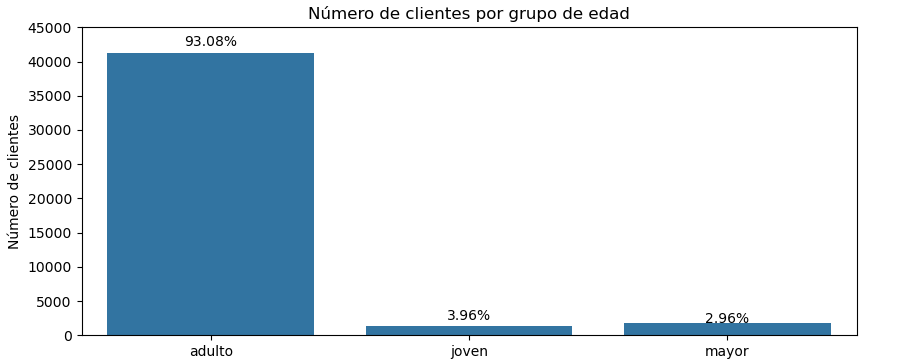 Número de clientes por grupo de edad
45000
40000
35000
30000
25000
20000
15000
10000
5000
0
Número de clientes
93.08%
3.96%
2.96%
adulto
joven
mayor